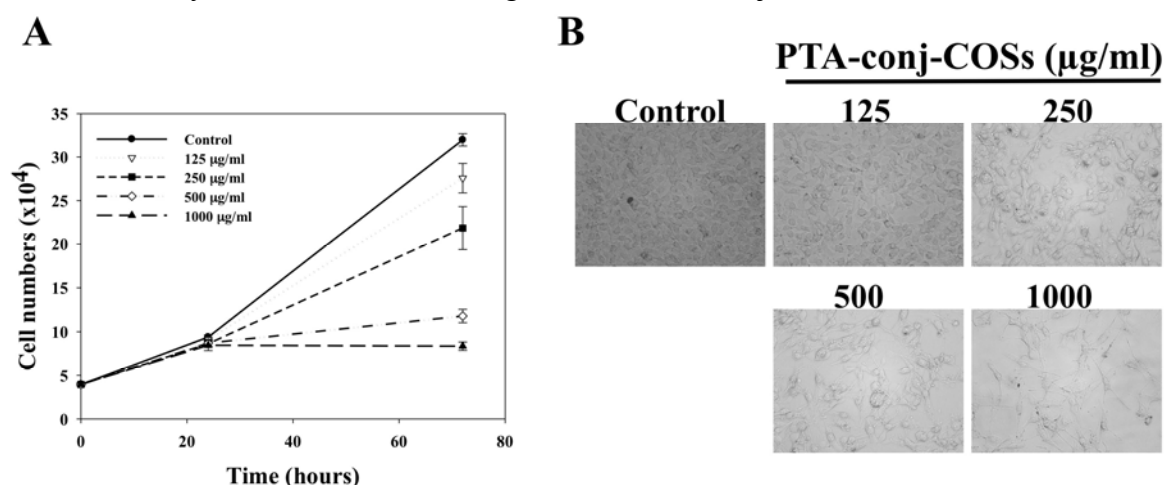 A
35
30
25
20
15
10
5
0
Cell numbers (x10⁴)
Control
125 µg/ml
250 µg/ml
500 µg/ml
1000 µg/ml
0 20 40 60 80
Time (hours)
B
PTA-conj-COSs (µg/ml)
Control 125 250
500 1000